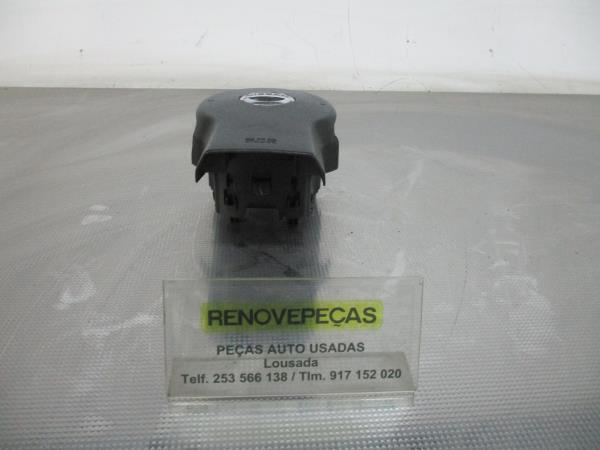 RENOVEPEÇAS
PEÇAS AUTO USADAS
Lousada
Telf. 253 566 138 / Tlm. 917 152 020